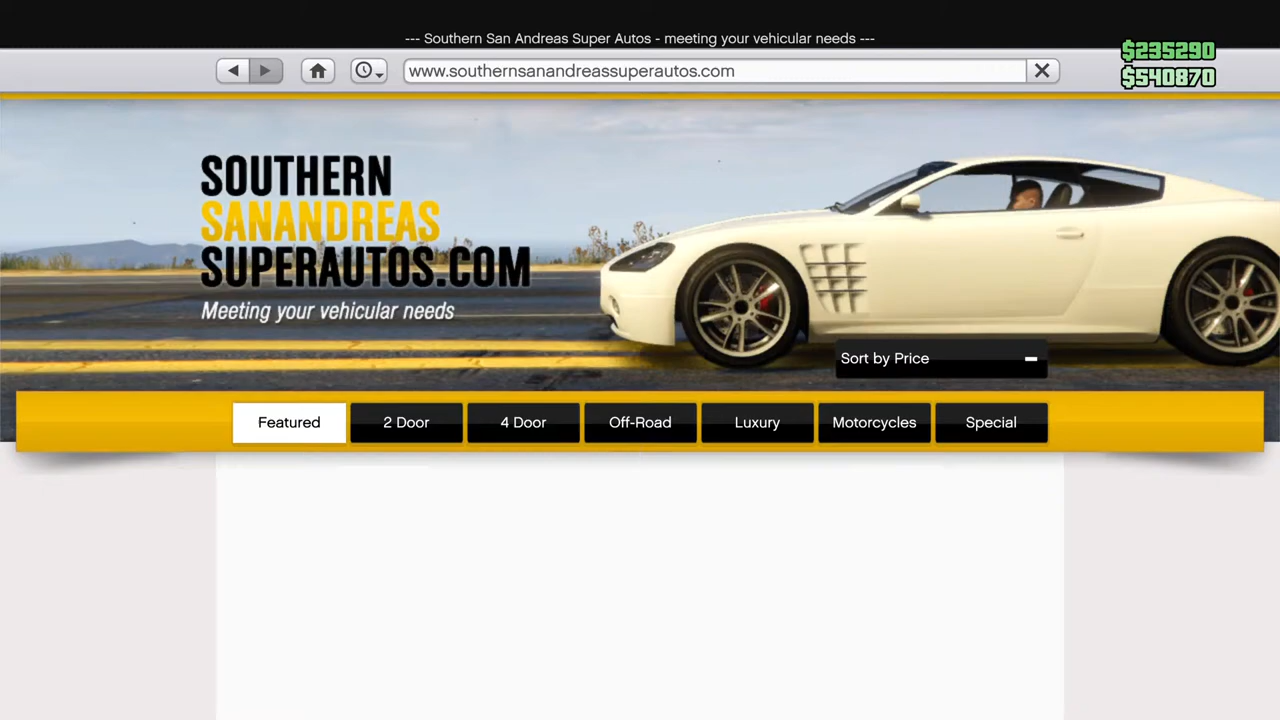 --- Southern San Andreas Super Autos - meeting your vehicular needs ---
$235290
www.southernsanandreassuperautos.com
$540870
SOUTHERN
SANANDREAS
SUPERAUTOS.COM
Meeting your vehicular needs
Sort by Price
Featured 2 Door 4 Door Off-Road Luxury Motorcycles Special